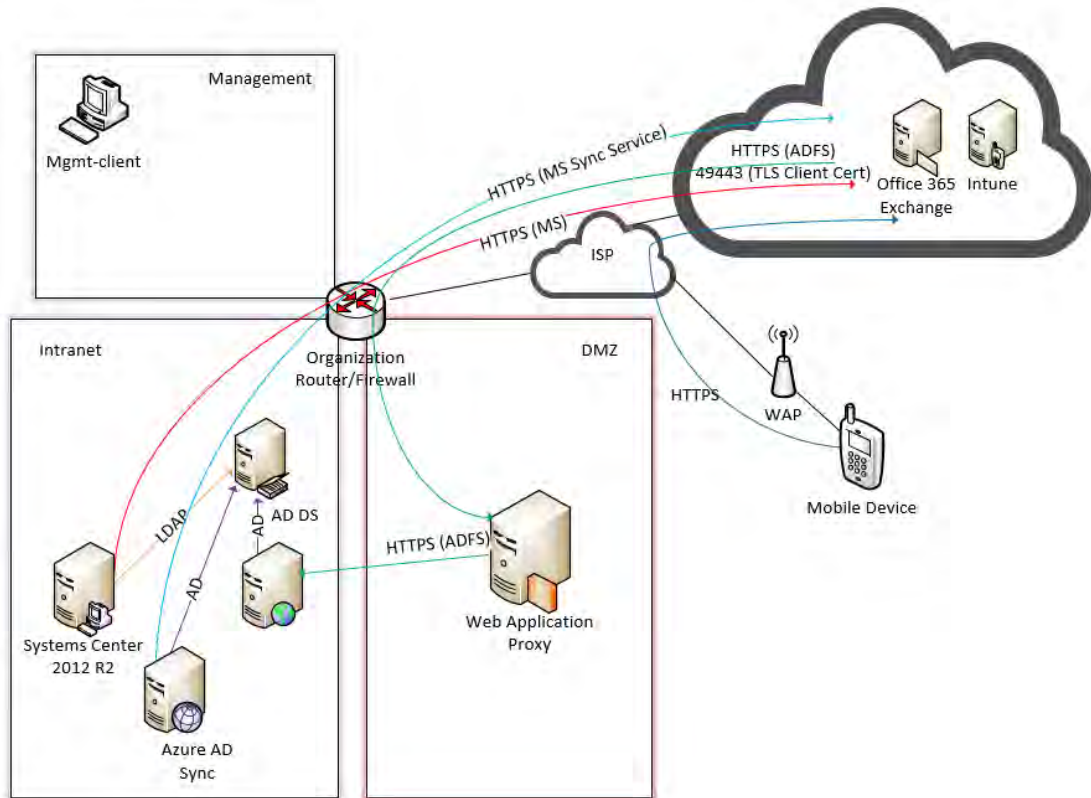 Management
Mgmt-client
HTTPS (MS Sync Service)
HTTPS (ADFS)
49443 (TLS Client Cert)
HTTPS (MS)
Office 365
Exchange
Intune
ISP
Intranet
Organization
Router/Firewall
DMZ
HTTPS
WAP
Mobile Device
AD DS
LDAP
AD
AD
HTTPS (ADFS)
Systems Center
2012 R2
Web Application
Proxy
Azure AD
Sync